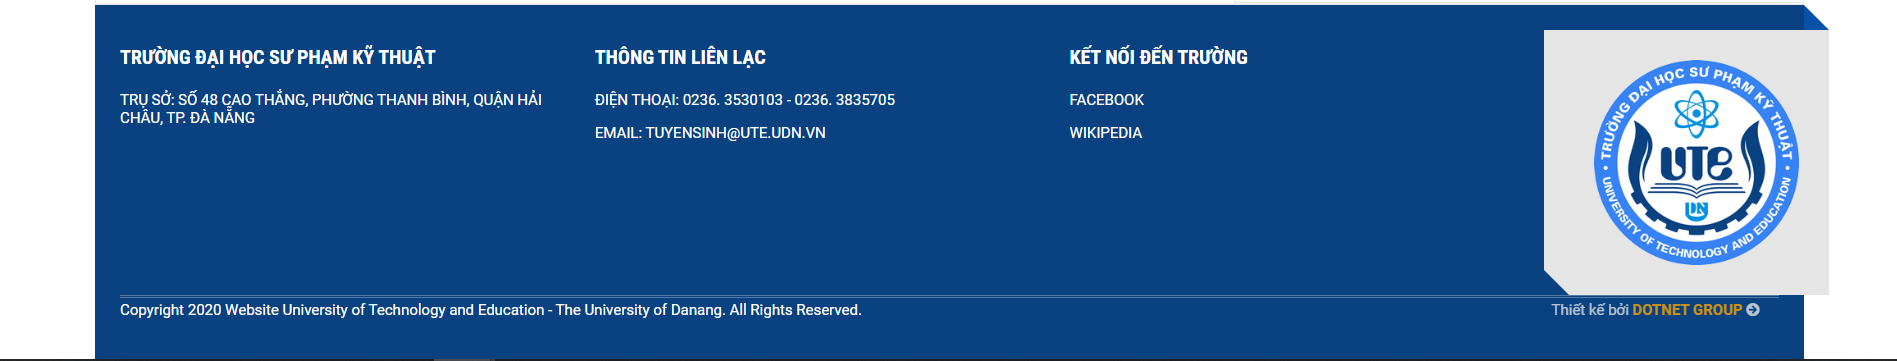 TRƯỜNG ĐẠI HỌC SƯ PHẠM KỸ THUẬT
TRỤ SỞ: SỐ 48 CAO THẮNG, PHƯỜNG THANH BÌNH, QUẬN HẢI
CHÂU, TP. ĐÀ NẴNG
THÔNG TIN LIÊN LẠC
ĐIỆN THOẠI: 0236. 3530103 - 0236. 3835705
EMAIL: TUYENSINH@UTE.UDN.VN
KẾT NỐI ĐẾN TRƯỜNG
FACEBOOK
WIKIPEDIA
TRƯỜNG ĐẠI HỌC SƯ PHẠM KỸ THUẬT
UTE
UDN
UNIVERSITY OF TECHNOLOGY AND EDUCATION
Copyright 2020 Website University of Technology and Education - The University of Danang. All Rights Reserved.
Thiết kế bởi DOTNET GROUP